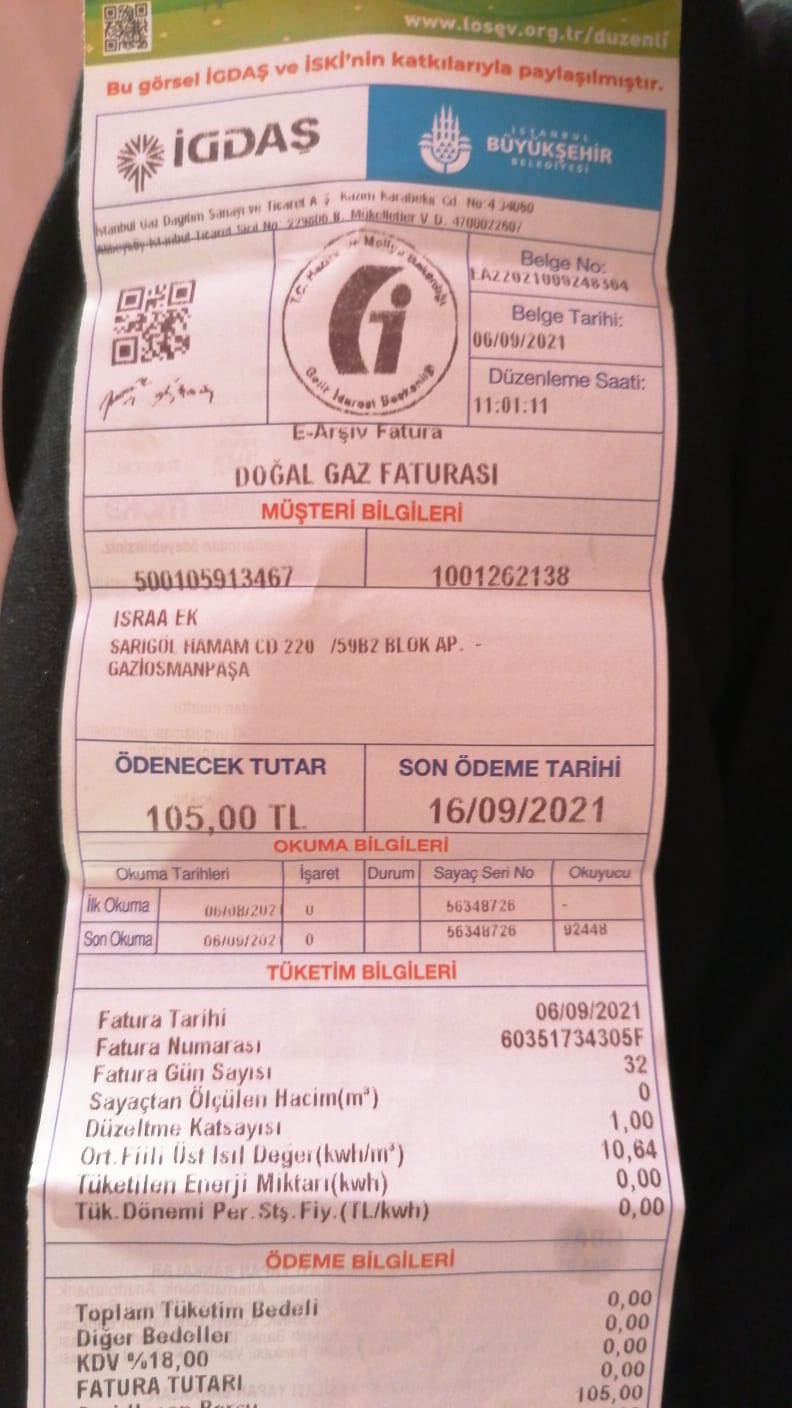 www.losev.org.tr/duzenli
Bu görsel İGDAŞ ve İSKİ'nin katkılarıyla paylaşılmıştır.
İGDAŞ
İSTANBUL
BÜYÜKŞEHİR
BELEDİYESİ
İstanbul Gaz Dağıtım Sanayi ve Ticaret A.Ş. Kazım Karabekir Cd. No:4 34060
Alibeyköy-İstanbul Ticaret Sicil No: 229606 B. Mükellefler V.D. 4700022607
T.C. Hazine ve Maliye Bakanlığı
Gelir İdaresi Başkanlığı
Belge No:
EA22021009248364
Belge Tarihi:
06/09/2021
Düzenleme Saati:
11:01:11
E-Arşiv Fatura
DOĞAL GAZ FATURASI
MÜŞTERİ BİLGİLERİ
500105913467 1001262138
ISRAA EK
SARIGÖL HAMAM CD 220 /59B2 BLOK AP. -
GAZİOSMANPAŞA
ÖDENECEK TUTAR SON ÖDEME TARİHİ
105,00 TL 16/09/2021
OKUMA BİLGİLERİ
Okuma Tarihleri İşaret Durum Sayaç Seri No Okuyucu
İlk Okuma 06/08/202 0 56348726 -
Son Okuma 06/09/202 0 56348726 92448
TÜKETİM BİLGİLERİ
Fatura Tarihi 06/09/2021
Fatura Numarası 60351734305F
Fatura Gün Sayısı 32
Sayaçtan Ölçülen Hacim(m³) 0
Düzeltme Katsayısı 1,00
Ort.Fiili Üst Isıl Değer(kwh/m³) 10,64
Tüketilen Enerji Miktarı(kwh) 0,00
Tük.Dönemi Per.Stş.Fiy.(TL/kwh) 0,00
ÖDEME BİLGİLERİ
Toplam Tüketim Bedeli 0,00
Diğer Bedeller 0,00
KDV %18,00 0,00
FATURA TUTARI 0,00
105,00